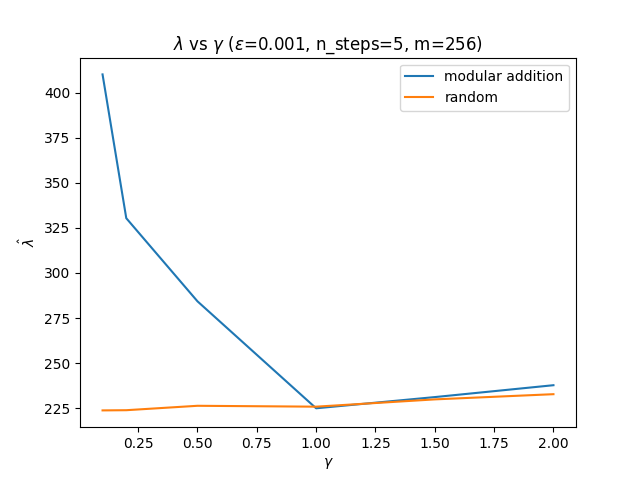 λ vs γ (ε=0.001, n_steps=5, m=256)
modular addition
random
400
375
350
325
300
275
250
225
λ̂
0.25 0.50 0.75 1.00 1.25 1.50 1.75 2.00
γ